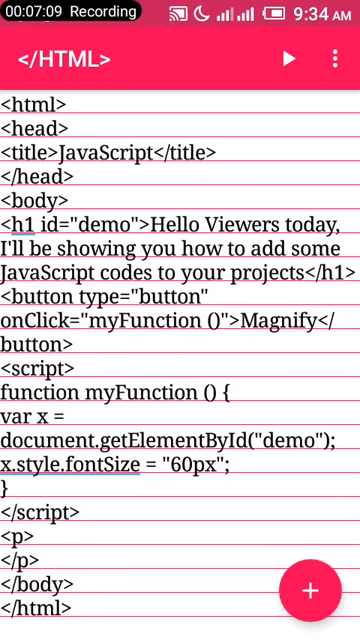 00:07:09 Recording
9:34 AM
</HTML>
<html>
<head>
<title>JavaScript</title>
</head>
<body>
<h1 id="demo">Hello Viewers today,
I'll be showing you how to add some
JavaScript codes to your projects</h1>
<button type="button"
onClick="myFunction ()">Magnify</
button>
<script>
function myFunction () {
var x =
document.getElementById("demo");
x.style.fontSize = "60px";
}
</script>
<p>
</p>
</body>
</html>